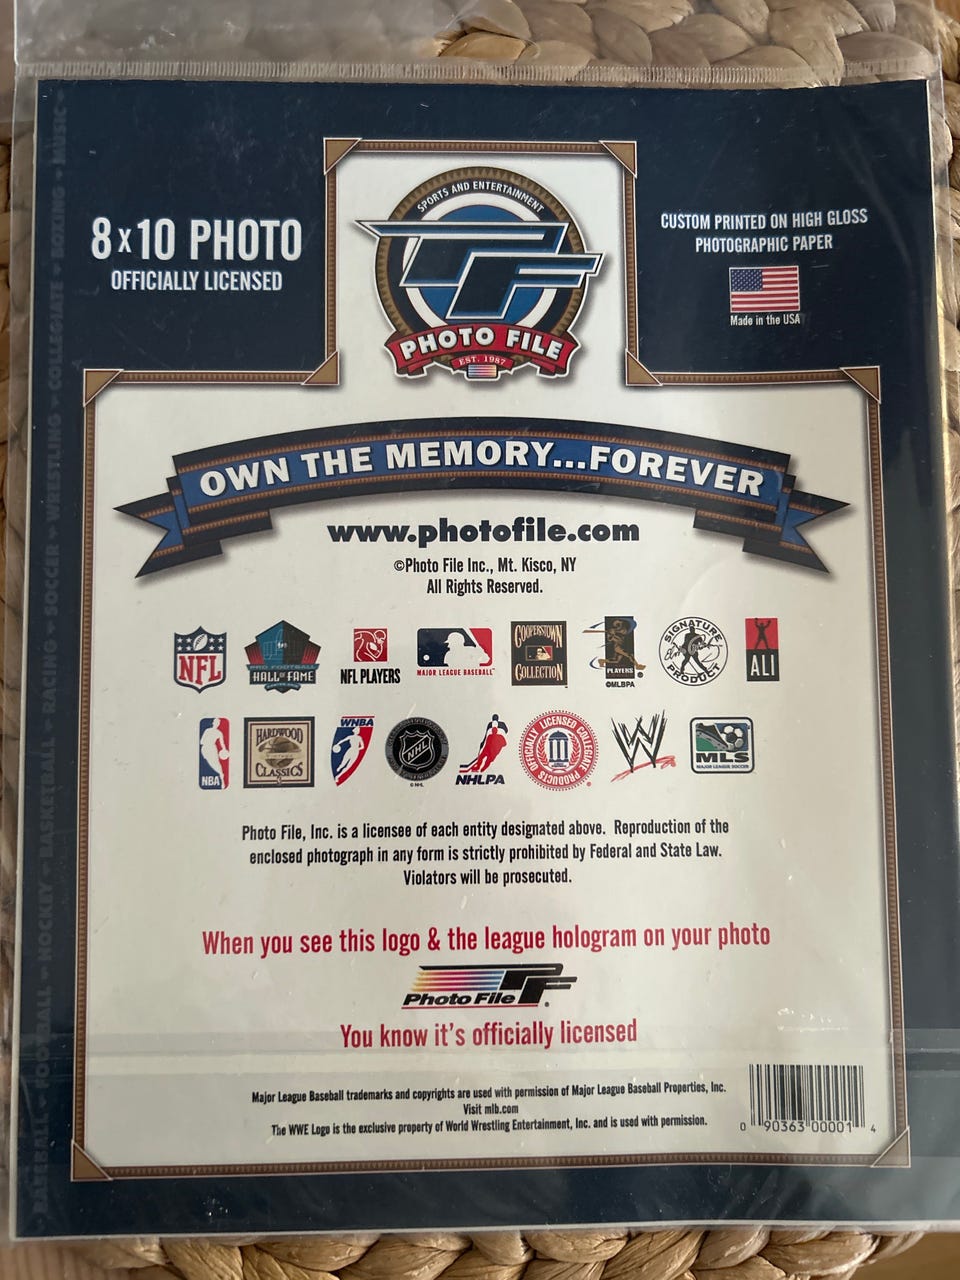 8x10 PHOTO
OFFICIALLY LICENSED
SPORTS AND ENTERTAINMENT
PF
PHOTO FILE
EST. 1987
CUSTOM PRINTED ON HIGH GLOSS
PHOTOGRAPHIC PAPER
Made in the USA
OWN THE MEMORY...FOREVER
www.photofile.com
©Photo File Inc., Mt. Kisco, NY
All Rights Reserved.
NFL
PRO FOOTBALL
HALL OF FAME
NFL PLAYERS
MAJOR LEAGUE BASEBALL
COOPERSTOWN
COLLECTION
PLAYERS
©MLBPA
SIGNATURE
PRODUCT
ALI
NBA
HARDWOOD
CLASSICS
WNBA
NHL
© NHL
NHLPA
OFFICIALLY LICENSED COLLEGIATE PRODUCTS
W
MLS
MAJOR LEAGUE SOCCER
Photo File, Inc. is a licensee of each entity designated above. Reproduction of the
enclosed photograph in any form is strictly prohibited by Federal and State Law.
Violators will be prosecuted.
When you see this logo & the league hologram on your photo
Photo File PF
You know it's officially licensed
Major League Baseball trademarks and copyrights are used with permission of Major League Baseball Properties, Inc.
Visit mlb.com
The WWE Logo is the exclusive property of World Wrestling Entertainment, Inc. and is used with permission.
0 90363 00001 4
BASEBALL ~ FOOTBALL ~ HOCKEY ~ BASKETBALL ~ RACING ~ SOCCER ~ WRESTLING ~ COLLEGIATE ~ BOXING ~ MUSIC ~